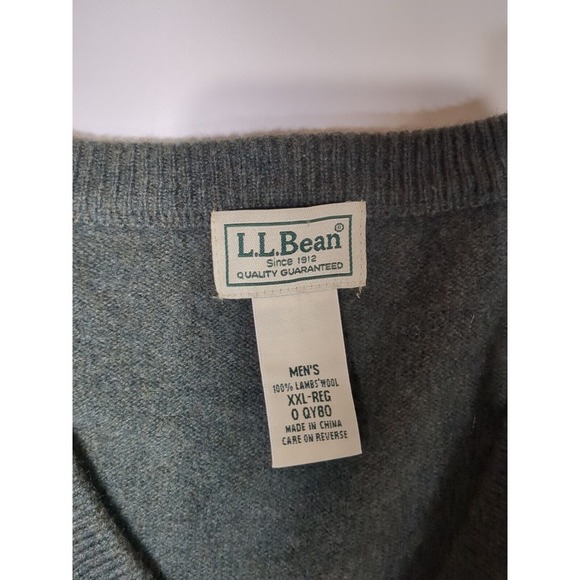 L.L.Bean®
Since 1912
QUALITY GUARANTEED
MEN'S
100% LAMBS' WOOL
XXL-REG
0 QY80
MADE IN CHINA
CARE ON REVERSE